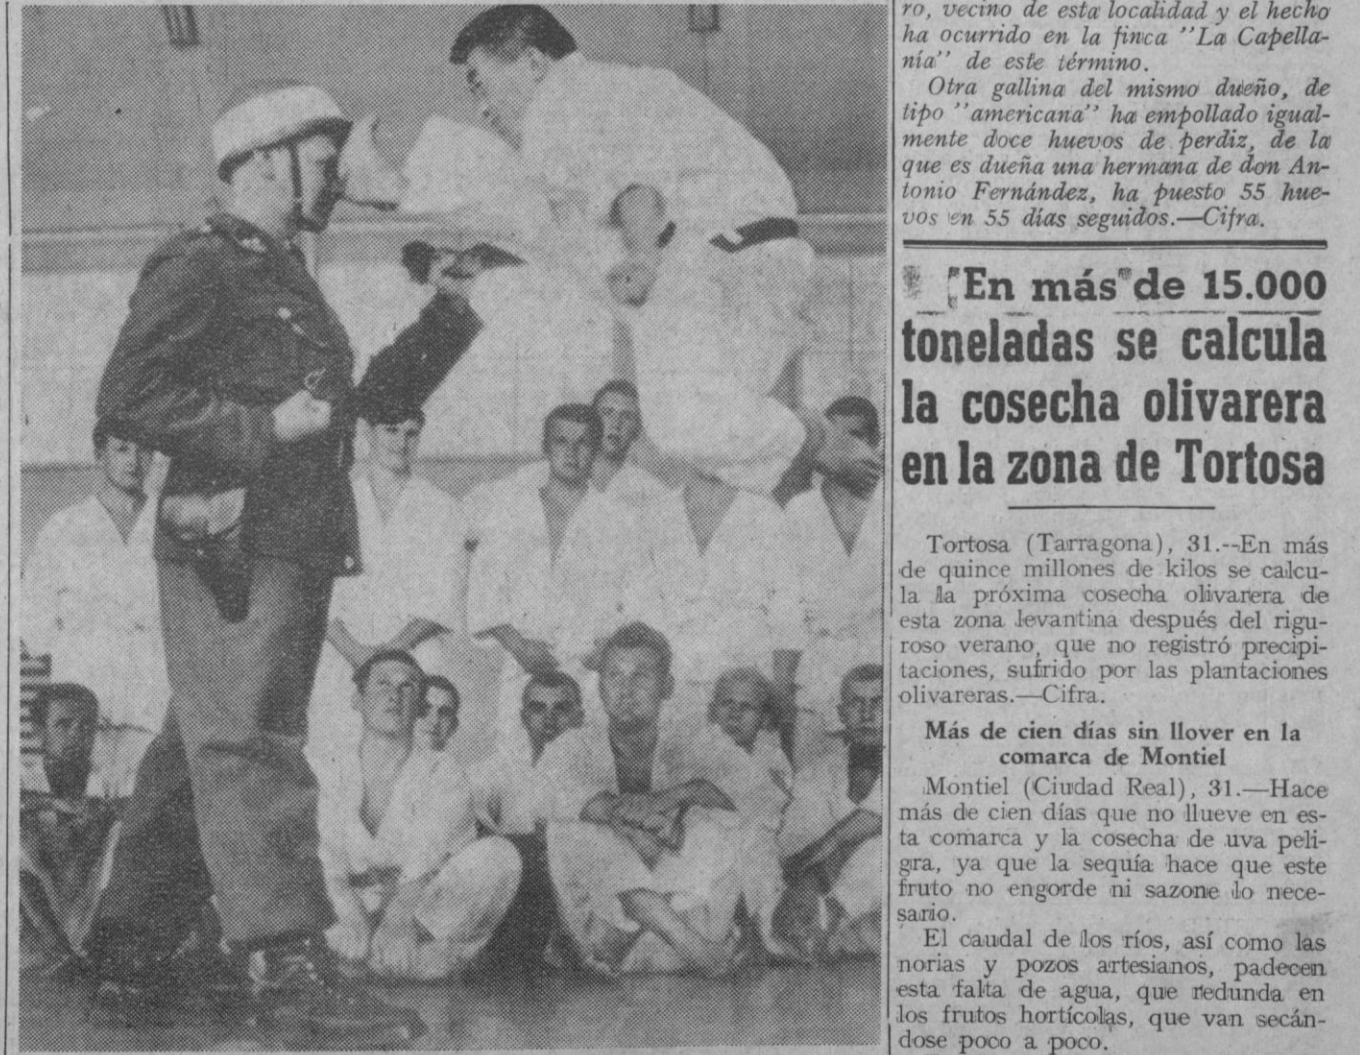 ro, vecino de esta localidad y el hecho
ha ocurrido en la finca "La Capella-
nía" de este término.
Otra gallina del mismo dueño, de
tipo "americana" ha empollado igual-
mente doce huevos de perdiz, de la
que es dueña una hermana de don An-
tonio Fernández, ha puesto 55 hue-
vos en 55 días seguidos.—Cifra.
En más de 15.000
toneladas se calcula
la cosecha olivarera
en la zona de Tortosa
Tortosa (Tarragona), 31.--En más
de quince millones de kilos se calcu-
la la próxima cosecha olivarera de
esta zona levantina después del rigu-
roso verano, que no registró precipi-
taciones, sufrido por las plantaciones
olivareras.—Cifra.
Más de cien días sin llover en la
comarca de Montiel
Montiel (Ciudad Real), 31.—Hace
más de cien días que no llueve en es-
ta comarca y la cosecha de uva peli-
gra, ya que la sequía hace que este
fruto no engorde ni sazone lo nece-
sario.
El caudal de los ríos, así como las
norias y pozos artesianos, padecen
esta falta de agua, que redunda en
los frutos hortícolas, que van secán-
dose poco a poco.